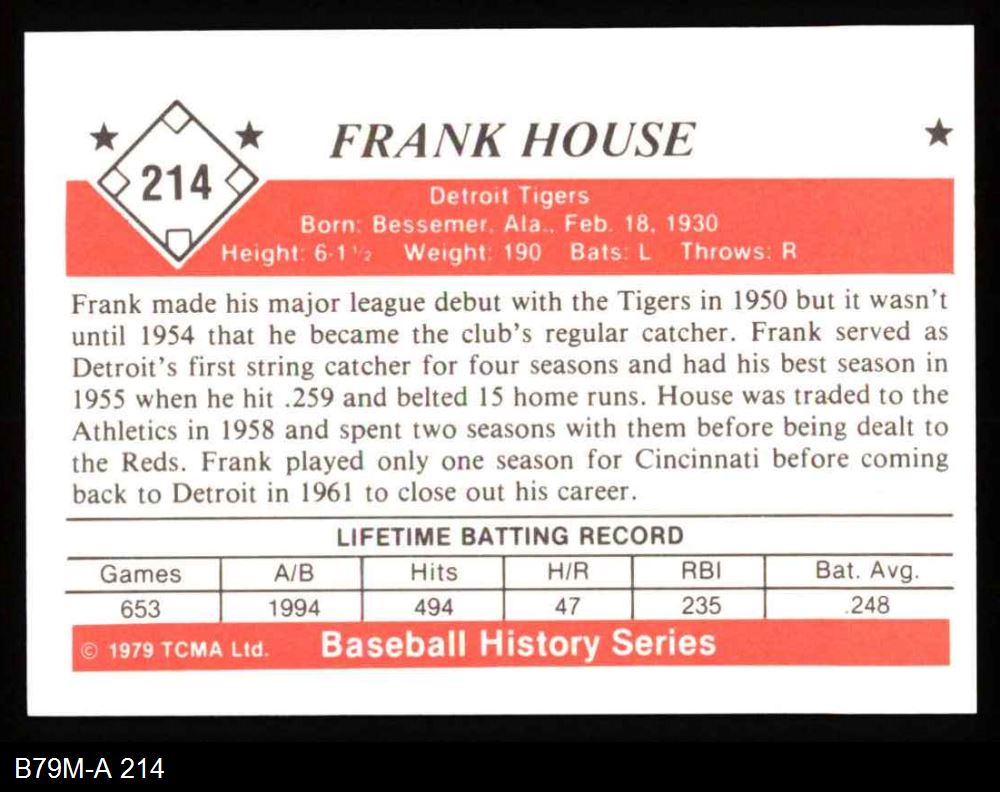 214
FRANK HOUSE
Detroit Tigers
Born: Bessemer, Ala., Feb. 18, 1930
Height: 6-1 1/2 Weight: 190 Bats: L Throws: R
Frank made his major league debut with the Tigers in 1950 but it wasn't
until 1954 that he became the club's regular catcher. Frank served as
Detroit's first string catcher for four seasons and had his best season in
1955 when he hit .259 and belted 15 home runs. House was traded to the
Athletics in 1958 and spent two seasons with them before being dealt to
the Reds. Frank played only one season for Cincinnati before coming
back to Detroit in 1961 to close out his career.
LIFETIME BATTING RECORD
Games A/B Hits H/R RBI Bat. Avg.
653 1994 494 47 235 .248
© 1979 TCMA Ltd. Baseball History Series
B79M-A 214